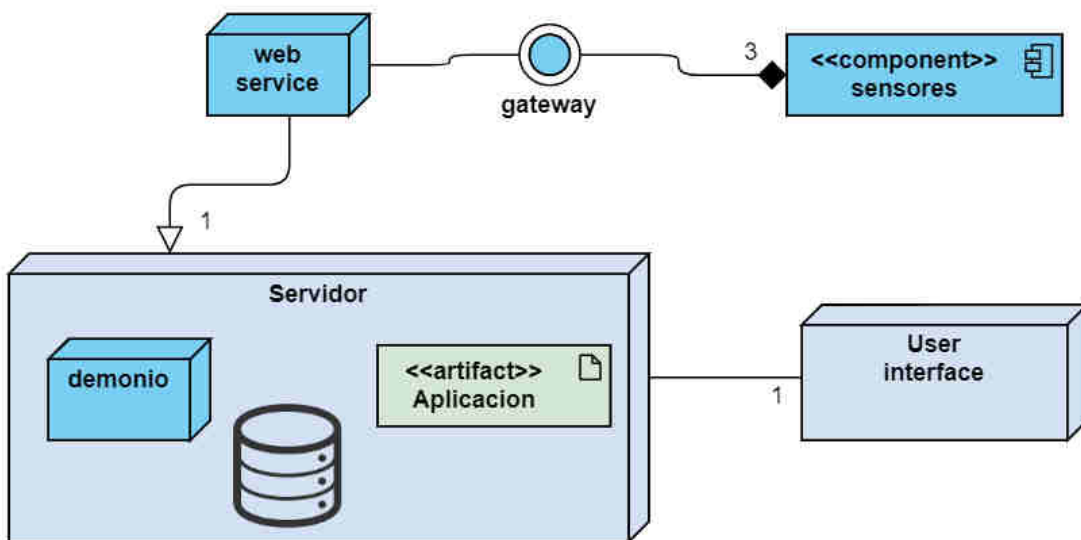 web
service
gateway
3
<<component>>
sensores
1
Servidor
demonio
<<artifact>>
Aplicacion
1
User
interface